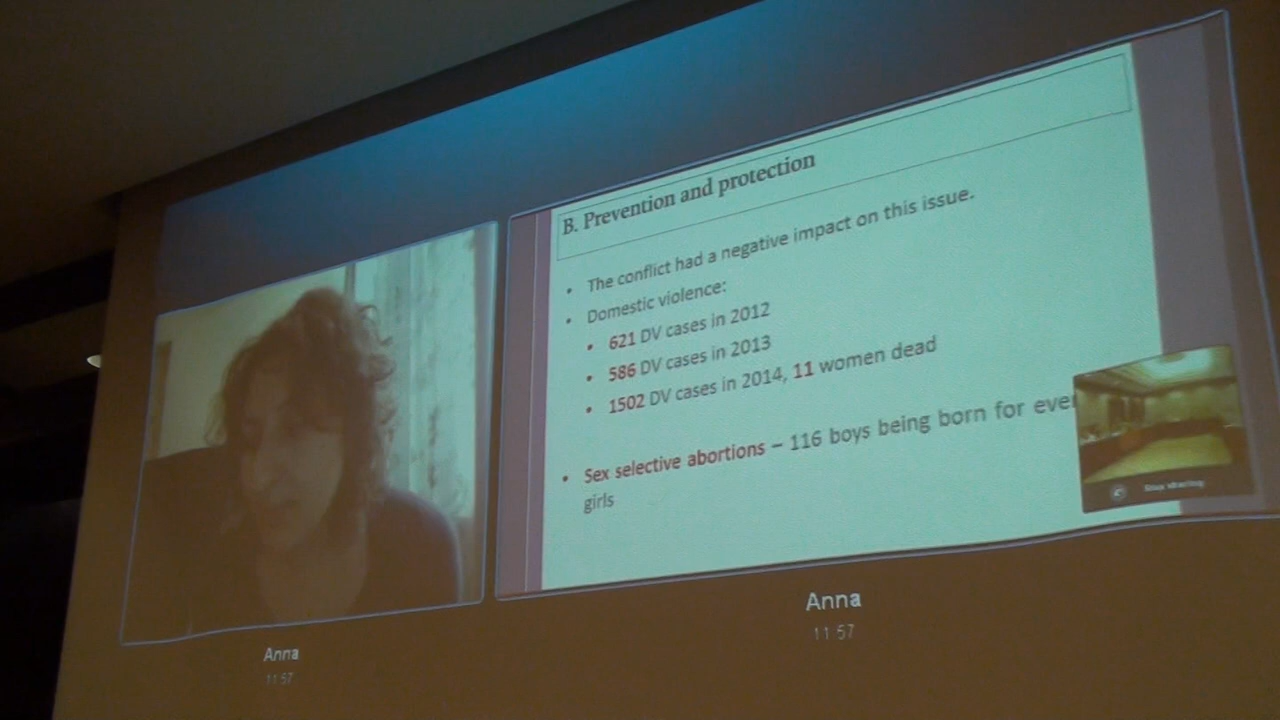 B. Prevention and protection
• The conflict had a negative impact on this issue.
• Domestic violence:
• 621 DV cases in 2012
• 586 DV cases in 2013
• 1502 DV cases in 2014, 11 women dead
• Sex selective abortions – 116 boys being born for
girls
Stop sharing
Anna
11:57
Anna
11:57